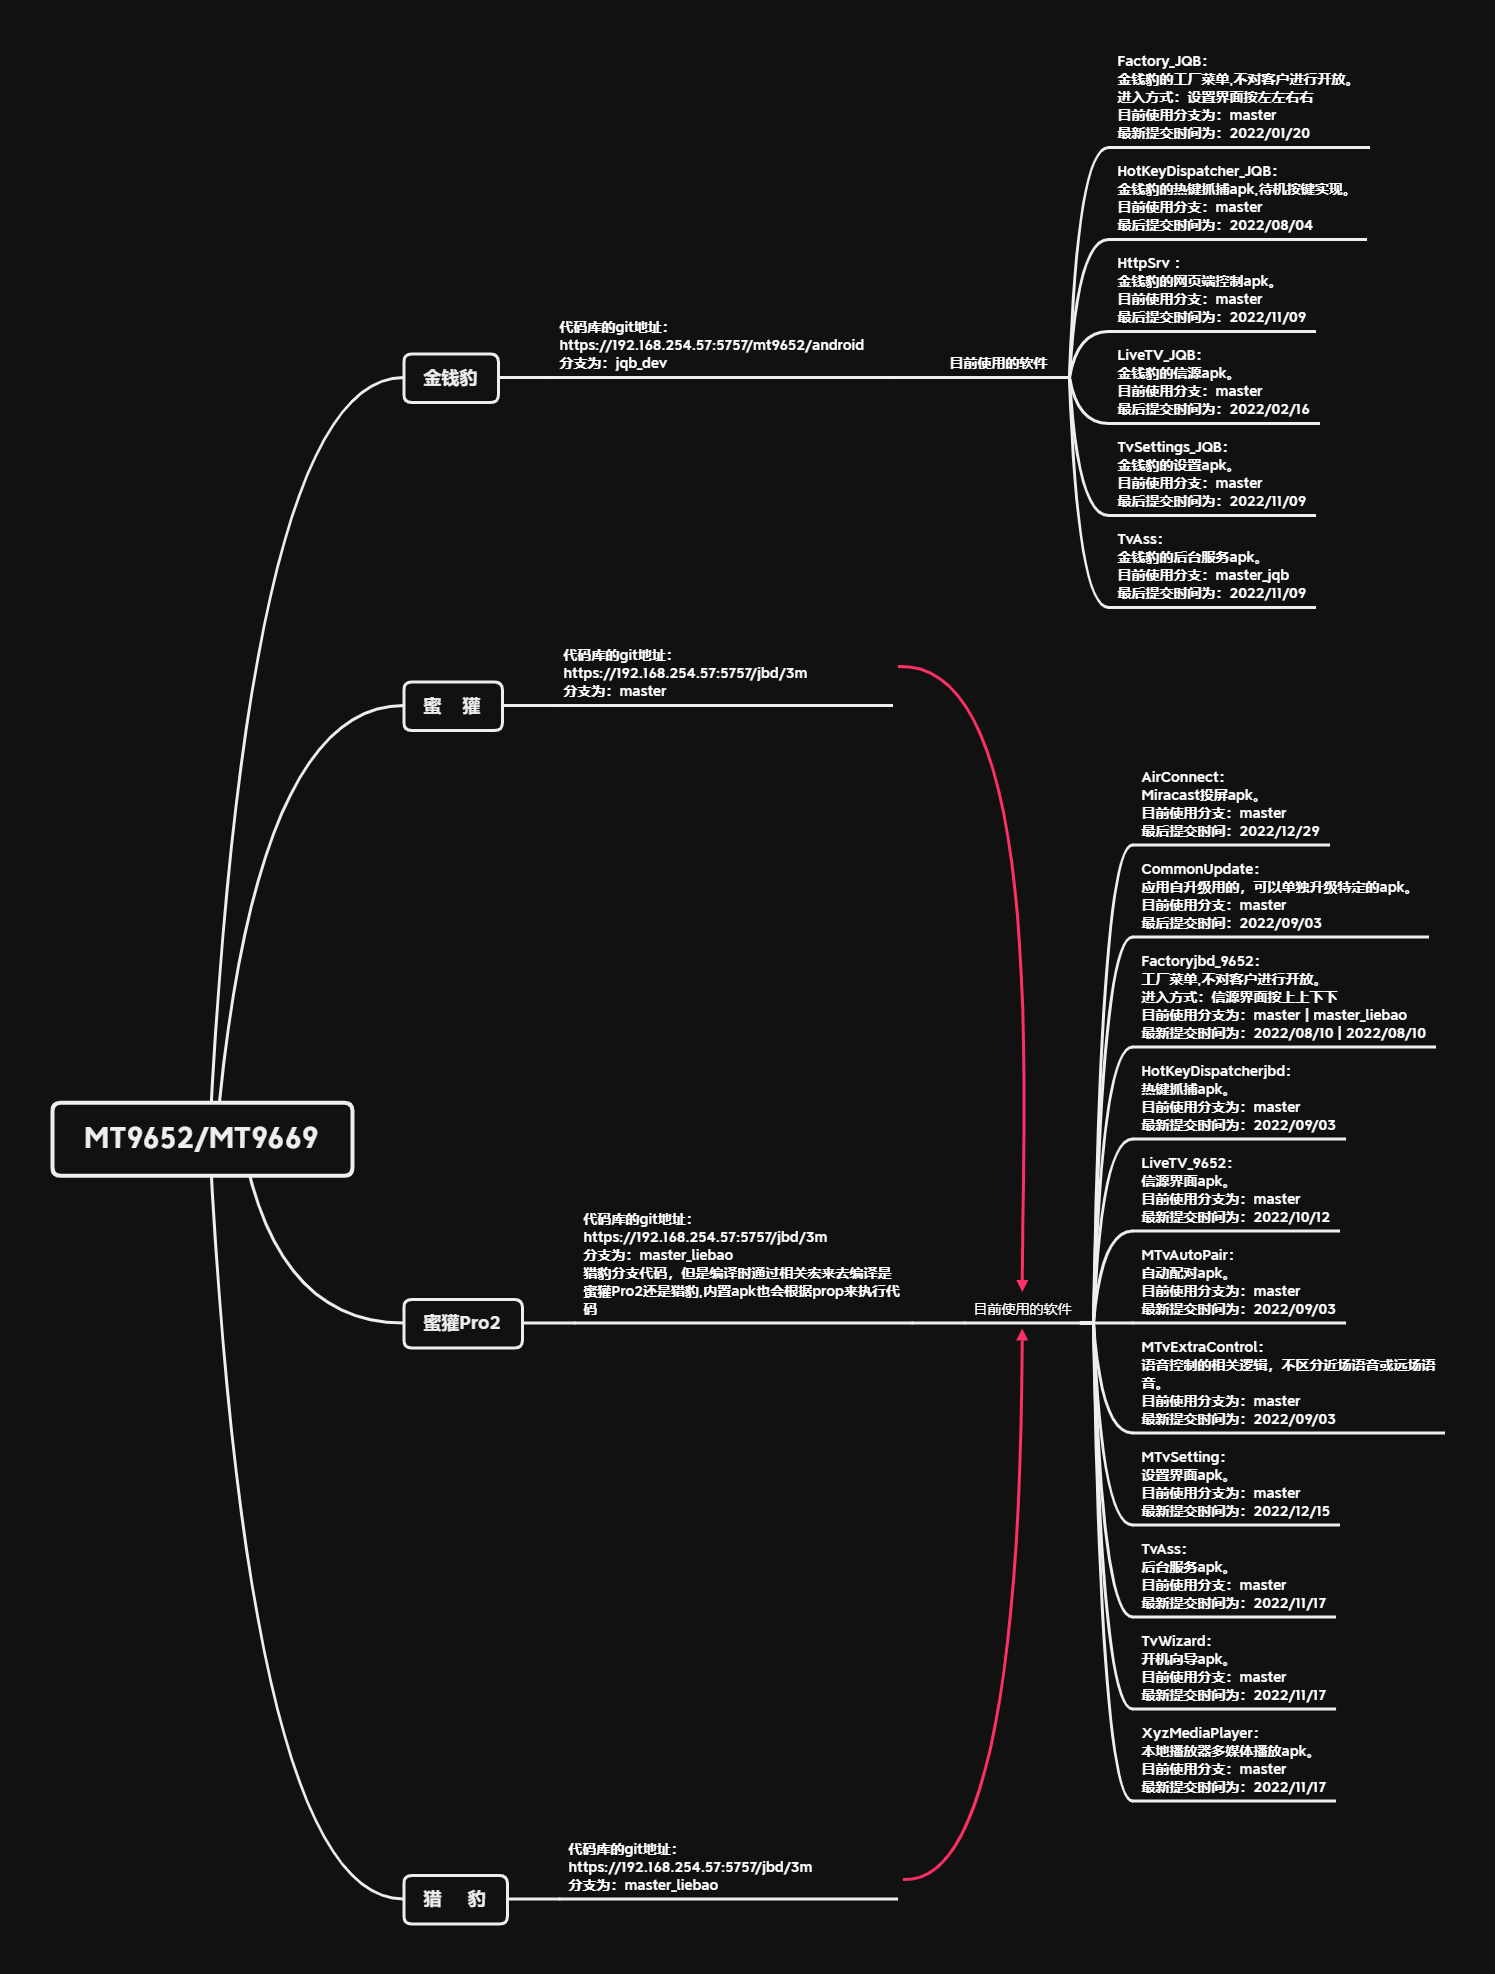 MT9652/MT9669
金钱豹
代码库的git地址：
https://192.168.254.57:5757/mt9652/android
分支为：jqb_dev
目前使用的软件
Factory_JQB：
金钱豹的工厂菜单,不对客户进行开放。
进入方式：设置界面按左左右右
目前使用分支为：master
最新提交时间为：2022/01/20
HotKeyDispatcher_JQB：
金钱豹的热键抓捕apk,待机按键实现。
目前使用分支：master
最后提交时间为：2022/08/04
HttpSrv：
金钱豹的网页端控制apk。
目前使用分支：master
最后提交时间为：2022/11/09
LiveTV_JQB：
金钱豹的信源apk。
目前使用分支：master
最后提交时间为：2022/02/16
TvSettings_JQB：
金钱豹的设置apk。
目前使用分支：master
最后提交时间为：2022/11/09
TvAss：
金钱豹的后台服务apk。
目前使用分支：master_jqb
最后提交时间为：2022/11/09
蜜 獾
代码库的git地址：
https://192.168.254.57:5757/jbd/3m
分支为：master
蜜獾Pro2
代码库的git地址：
https://192.168.254.57:5757/jbd/3m
分支为：master_liebao
猎豹分支代码，但是编译时通过相关宏来去编译是
蜜獾Pro2还是猎豹,内置apk也会根据prop来执行代
码
目前使用的软件
AirConnect：
Miracast投屏apk。
目前使用分支：master
最后提交时间：2022/12/29
CommonUpdate：
应用自升级用的，可以单独升级特定的apk。
目前使用分支：master
最后提交时间：2022/09/03
Factoryjbd_9652：
工厂菜单,不对客户进行开放。
进入方式：信源界面按上上下下
目前使用分支为：master | master_liebao
最新提交时间为：2022/08/10 | 2022/08/10
HotKeyDispatcherjbd：
热键抓捕apk。
目前使用分支为：master
最新提交时间为：2022/09/03
LiveTV_9652：
信源界面apk。
目前使用分支为：master
最新提交时间为：2022/10/12
MTvAutoPair：
自动配对apk。
目前使用分支为：master
最新提交时间为：2022/09/03
MTvExtraControl：
语音控制的相关逻辑，不区分近场语音或远场语
音。
目前使用分支为：master
最新提交时间为：2022/09/03
MTvSetting：
设置界面apk。
目前使用分支为：master
最新提交时间为：2022/12/15
TvAss：
后台服务apk。
目前使用分支：master
最新提交时间为：2022/11/17
TvWizard：
开机向导apk。
目前使用分支：master
最新提交时间为：2022/11/17
XyzMediaPlayer：
本地播放器多媒体播放apk。
目前使用分支：master
最新提交时间为：2022/11/17
猎 豹
代码库的git地址：
https://192.168.254.57:5757/jbd/3m
分支为：master_liebao